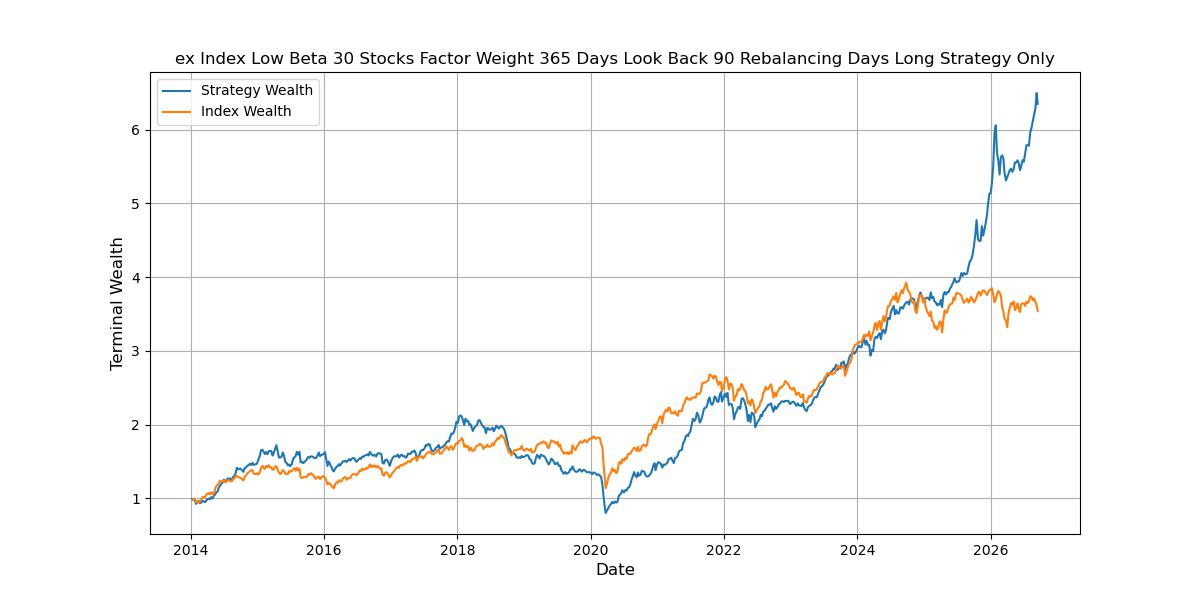 ex Index Low Beta 30 Stocks Factor Weight 365 Days Look Back 90 Rebalancing Days Long Strategy Only
Strategy Wealth
Index Wealth
Terminal Wealth
6
5
4
3
2
1
2014 2016 2018 2020 2022 2024 2026
Date